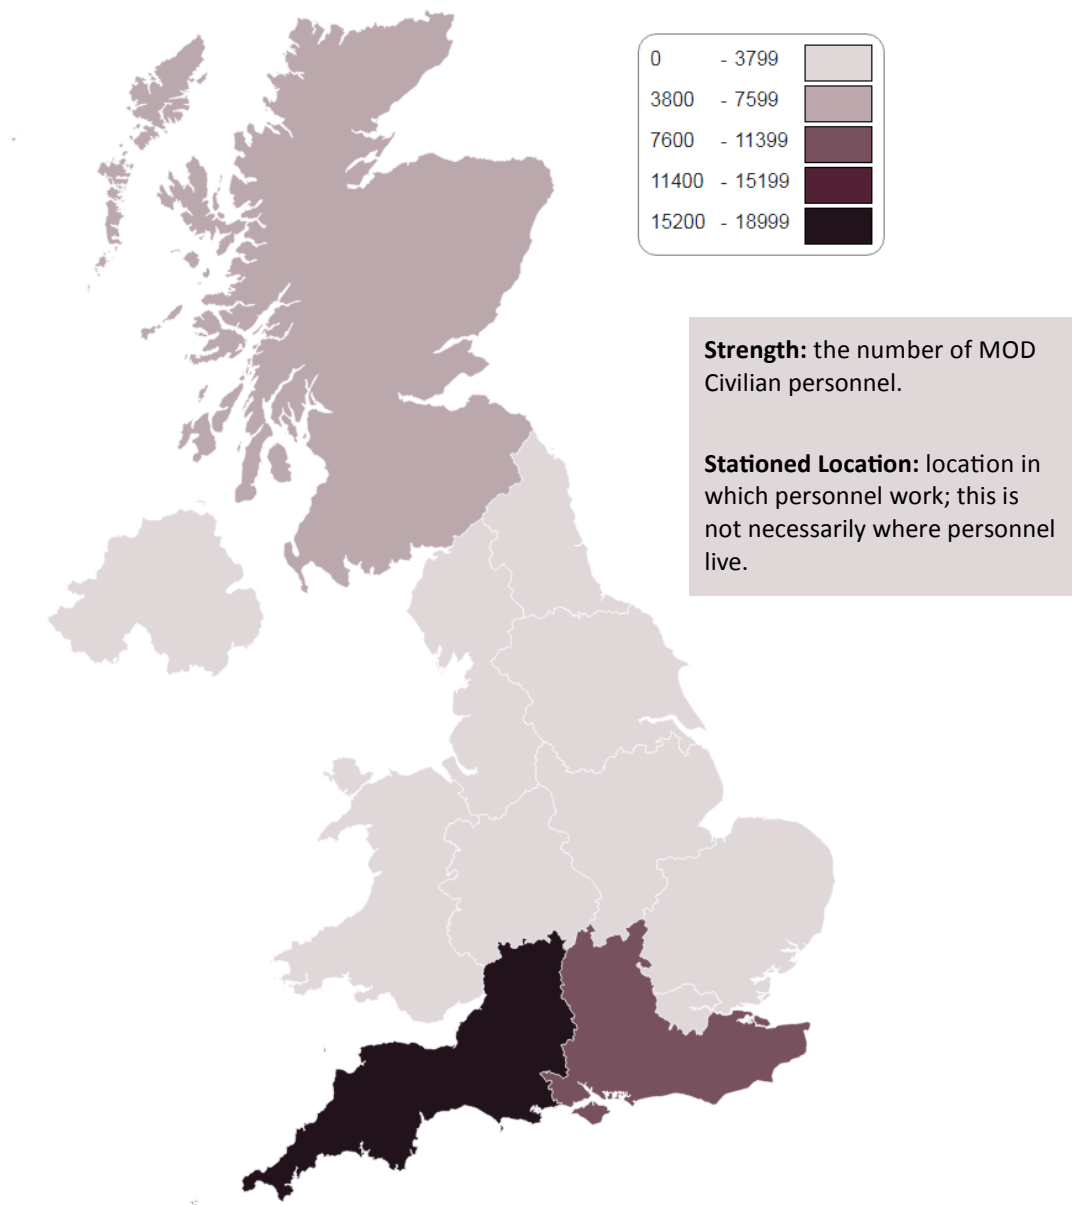 0 - 3799
3800 - 7599
7600 - 11399
11400 - 15199
15200 - 18999
Strength: the number of MOD
Civilian personnel.
Stationed Location: location in
which personnel work; this is
not necessarily where personnel
live.